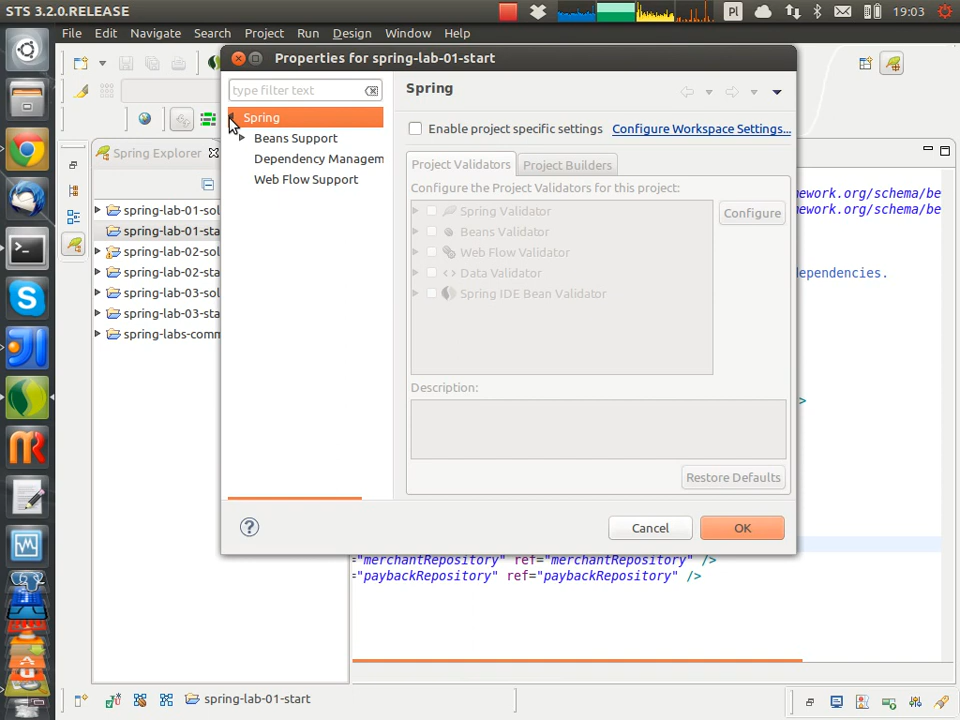 STS 3.2.0.RELEASE
Pl
19:03
File Edit Navigate Search Project Run Design Window Help
Properties for spring-lab-01-start
type filter text
Spring
Spring
Beans Support
Dependency Managem
Web Flow Support
Enable project specific settings
Configure Workspace Settings...
Project Validators
Project Builders
Configure the Project Validators for this project:
Spring Validator
Beans Validator
Web Flow Validator
Data Validator
Spring IDE Bean Validator
Configure
Description:
Restore Defaults
Cancel
OK
Spring Explorer
spring-lab-01-sol
spring-lab-01-sta
spring-lab-02-sol
spring-lab-02-sta
spring-lab-03-sol
spring-lab-03-sta
spring-labs-comm
mework.org/schema/be
mework.org/schema/be
ependencies.
>
="merchantRepository" ref="merchantRepository" />
="paybackRepository" ref="paybackRepository" />
spring-lab-01-start